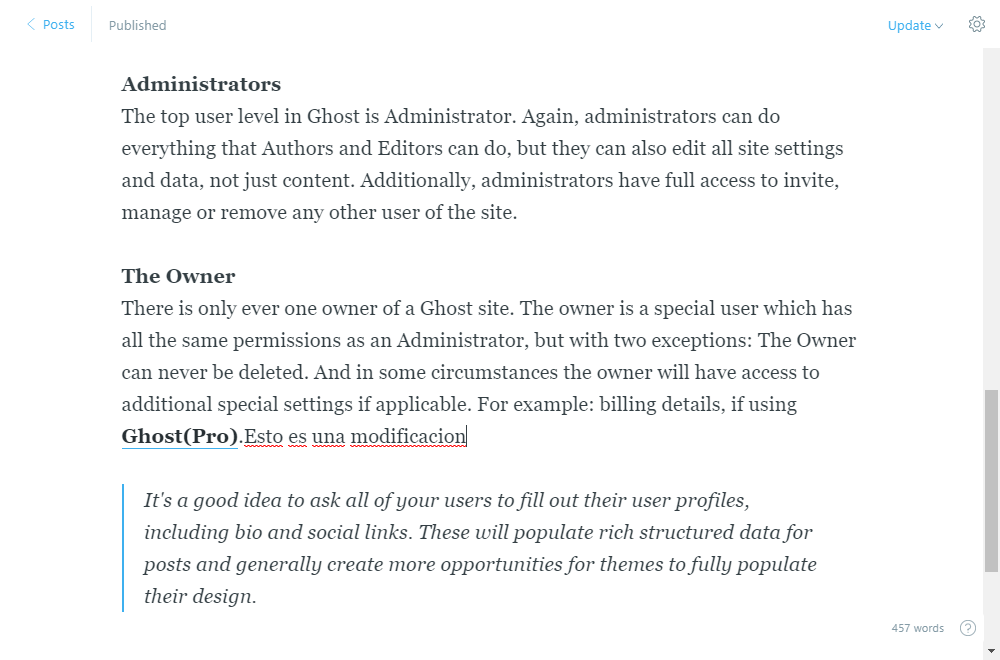 Posts
Published
Update
Administrators
The top user level in Ghost is Administrator. Again, administrators can do
everything that Authors and Editors can do, but they can also edit all site settings
and data, not just content. Additionally, administrators have full access to invite,
manage or remove any other user of the site.
The Owner
There is only ever one owner of a Ghost site. The owner is a special user which has
all the same permissions as an Administrator, but with two exceptions: The Owner
can never be deleted. And in some circumstances the owner will have access to
additional special settings if applicable. For example: billing details, if using
Ghost(Pro).Esto es una modificacion
It's a good idea to ask all of your users to fill out their user profiles,
including bio and social links. These will populate rich structured data for
posts and generally create more opportunities for themes to fully populate
their design.
457 words
?